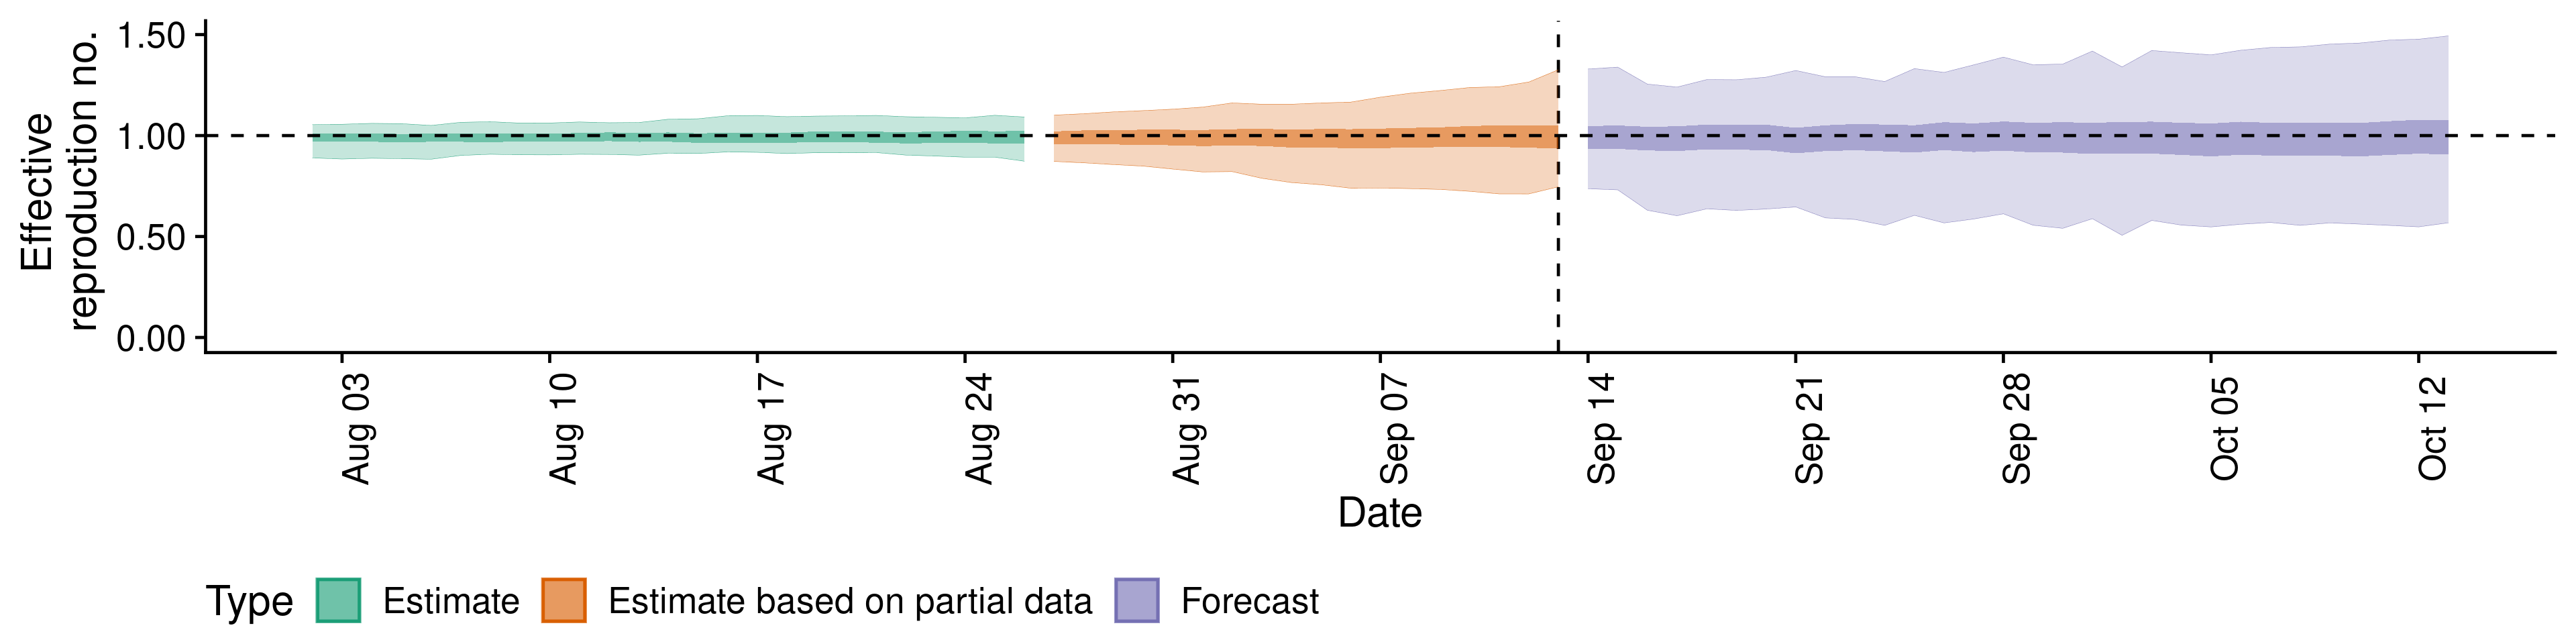 Effective
reproduction no.
1.50
1.00
0.50
0.00
Aug 03
Aug 10
Aug 17
Aug 24
Aug 31
Sep 07
Sep 14
Sep 21
Sep 28
Oct 05
Oct 12
Date
Type Estimate Estimate based on partial data Forecast